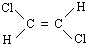 Cl H
C = C
H Cl